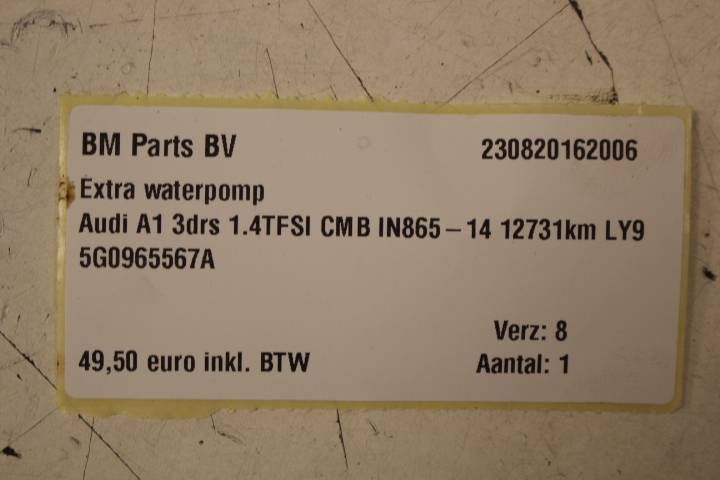 BM Parts BV 230820162006
Extra waterpomp
Audi A1 3drs 1.4TFSI CMB IN865-14 12731km LY9
5G0965567A
Verz: 8
49,50 euro inkl. BTW Aantal: 1